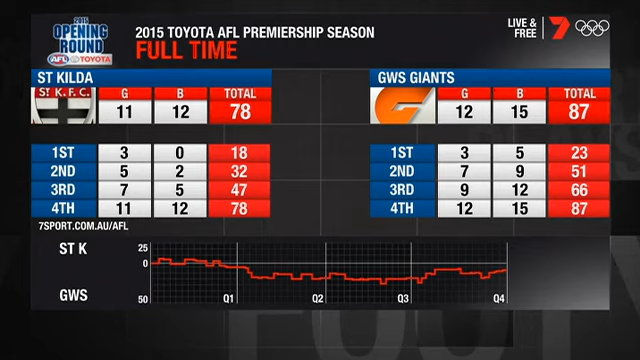 2015
OPENING
ROUND
AFL TOYOTA
2015 TOYOTA AFL PREMIERSHIP SEASON
FULL TIME
LIVE &
FREE
7
ST KILDA
GWS GIANTS
ST K.F.C.
G B TOTAL
11 12 78
G
G B TOTAL
12 15 87
1ST 3 0 18
2ND 5 2 32
3RD 7 5 47
4TH 11 12 78
1ST 3 5 23
2ND 7 9 51
3RD 9 12 66
4TH 12 15 87
7SPORT.COM.AU/AFL
ST K
GWS
25
0
50
Q1 Q2 Q3 Q4